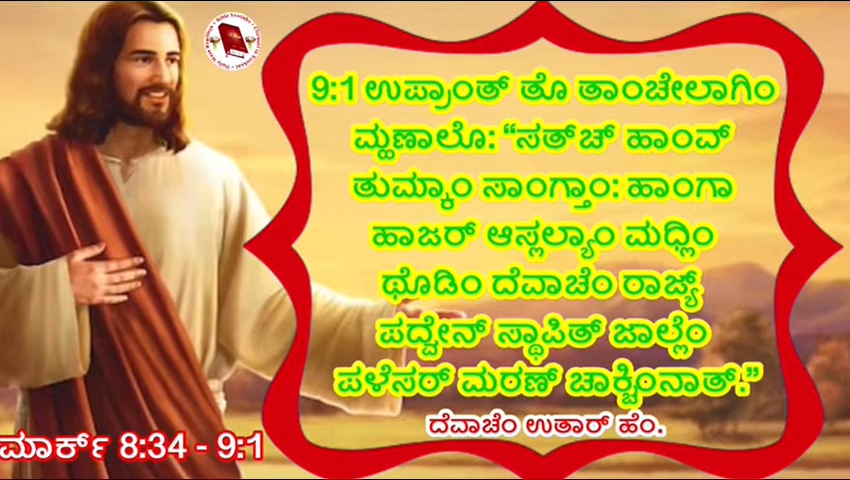 9:1 ಉಪ್ರಾಂತ್ ತೊ ತಾಂಚೇಲಾಗಿಂ
ಮ್ಹಣಾಲೊ: “ಸತ್‌ಚ್ ಹಾಂವ್
ತುಮ್ಕಾಂ ಸಾಂಗ್ತಾಂ: ಹಾಂಗಾ
ಹಾಜರ್ ಆಸ್ಲಲ್ಯಾಂ ಮಧ್ಲಿಂ
ಥೊಡಿಂ ದೆವಾಚೆಂ ರಾಜ್ಯ್
ಪದ್ವೇನ್ ಸ್ಥಾಪಿತ್ ಜಾಲ್ಲೆಂ
ಪಳೆಸರ್ ಮರಣ್ ಚಾಕ್ಚಿಂನಾತ್.”
ದೆವಾಚೆಂ ಉತಾರ್ ಹೆಂ.
ಮಾರ್ಕ್ 8:34 - 9:1